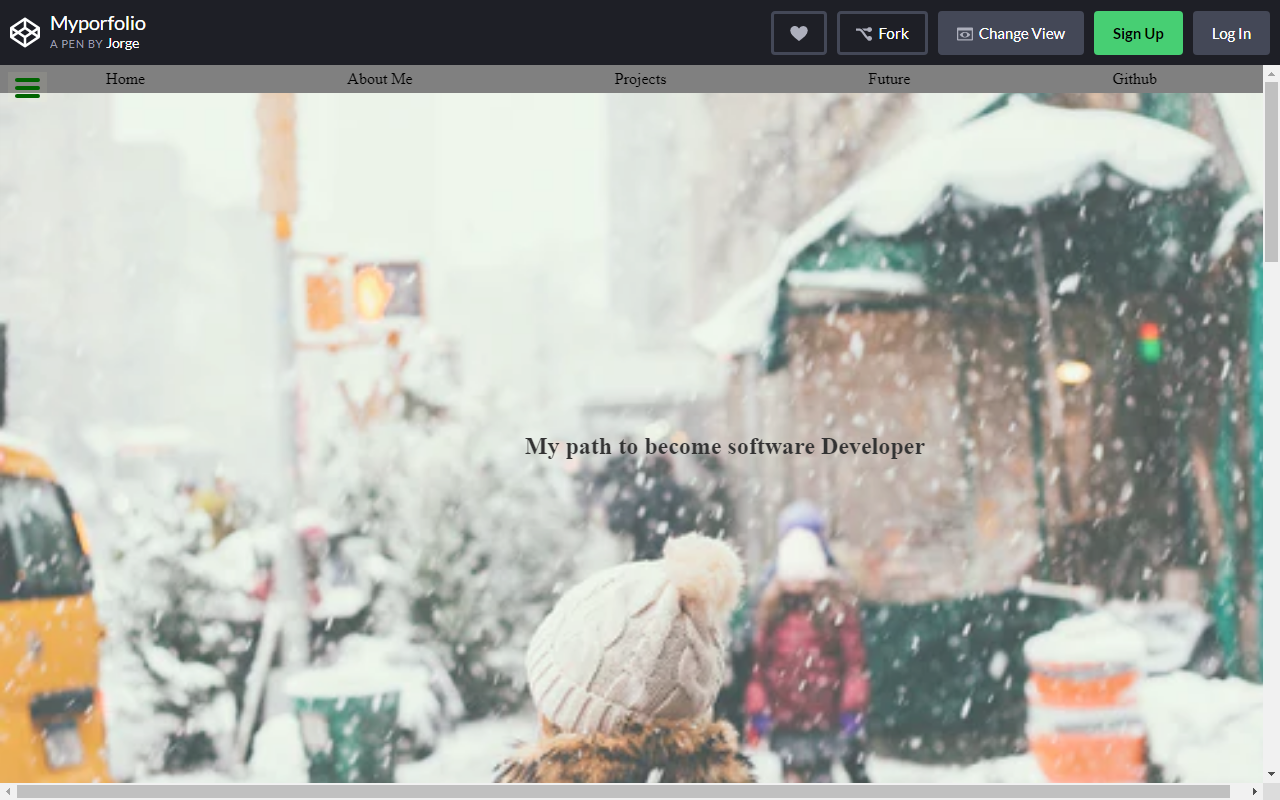 Myporfolio
A PEN BY Jorge
Fork
Change View
Sign Up
Log In
Home
About Me
Projects
Future
Github
My path to become software Developer